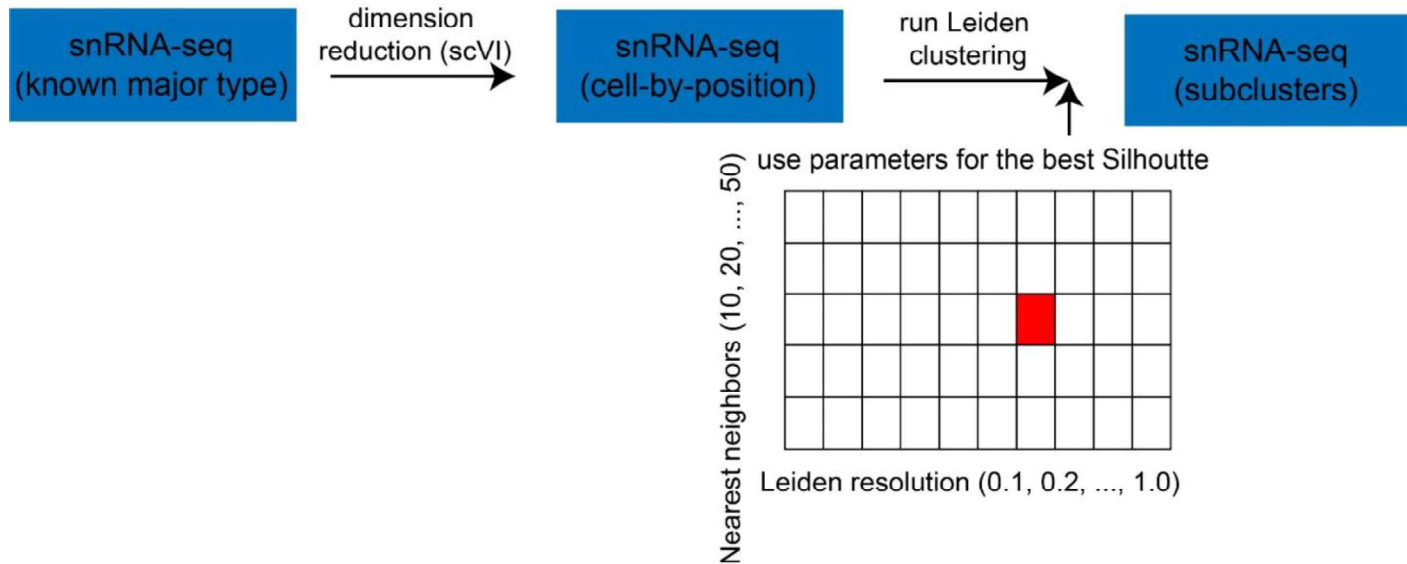 snRNA-seq
(known major type)
dimension
reduction (scVI)
snRNA-seq
(cell-by-position)
run Leiden
clustering
snRNA-seq
(subclusters)
use parameters for the best Silhoutte
Nearest neighbors (10, 20, ..., 50)
Leiden resolution (0.1, 0.2, ..., 1.0)